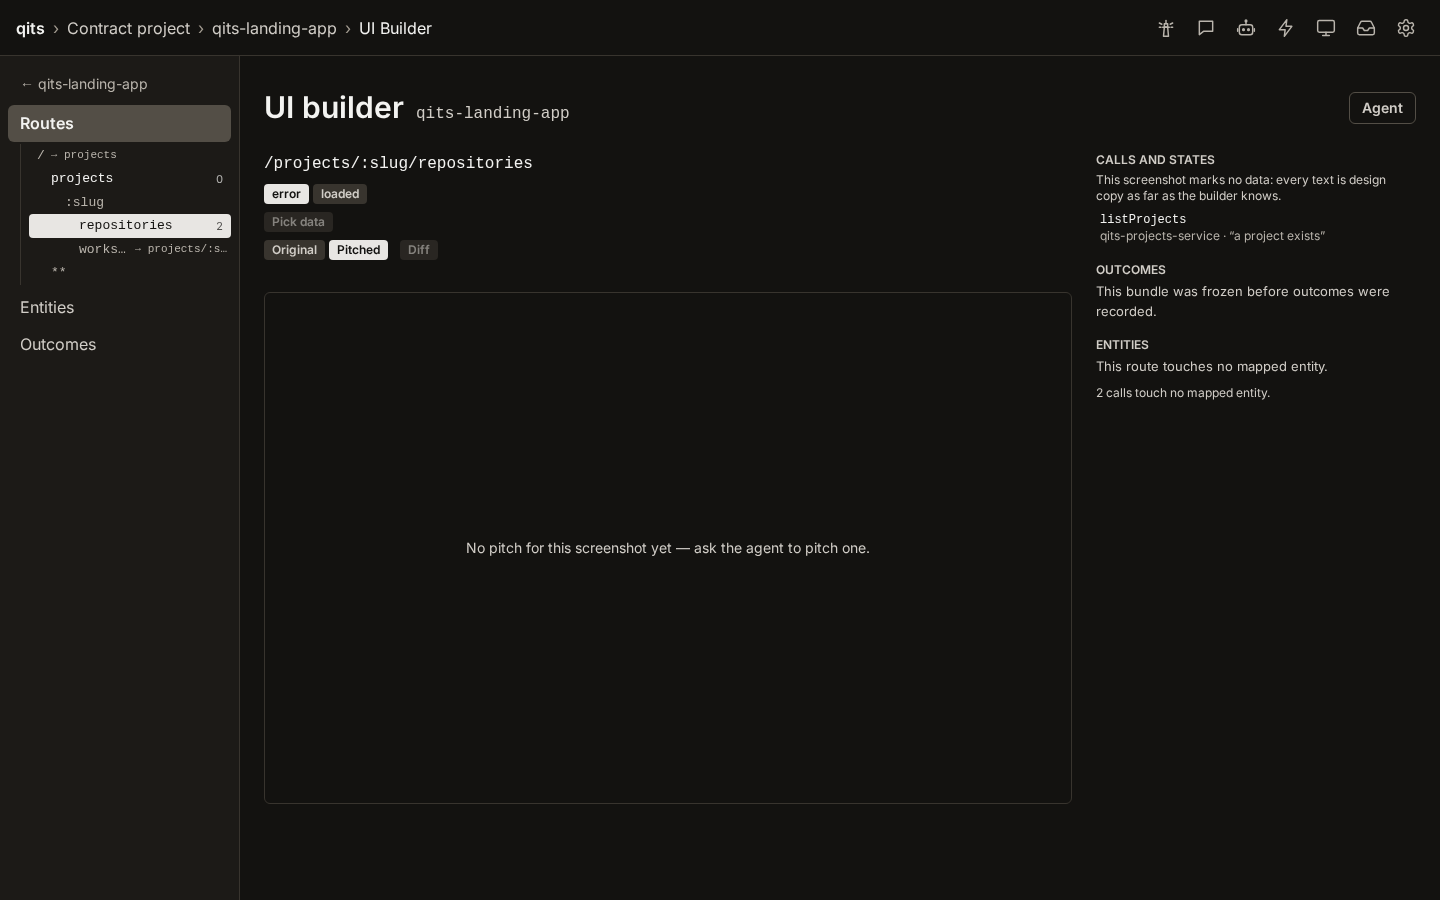 qits › Contract project › qits-landing-app › UI Builder
← qits-landing-app
Routes
/ → projects
projects 0
:slug
repositories 2
works… → projects/:s…
**
Entities
Outcomes
UI builder qits-landing-app
Agent
/projects/:slug/repositories
error loaded
Pick data
Original Pitched Diff
No pitch for this screenshot yet — ask the agent to pitch one.
CALLS AND STATES
This screenshot marks no data: every text is design
copy as far as the builder knows.
listProjects
qits-projects-service · “a project exists”
OUTCOMES
This bundle was frozen before outcomes were
recorded.
ENTITIES
This route touches no mapped entity.
2 calls touch no mapped entity.